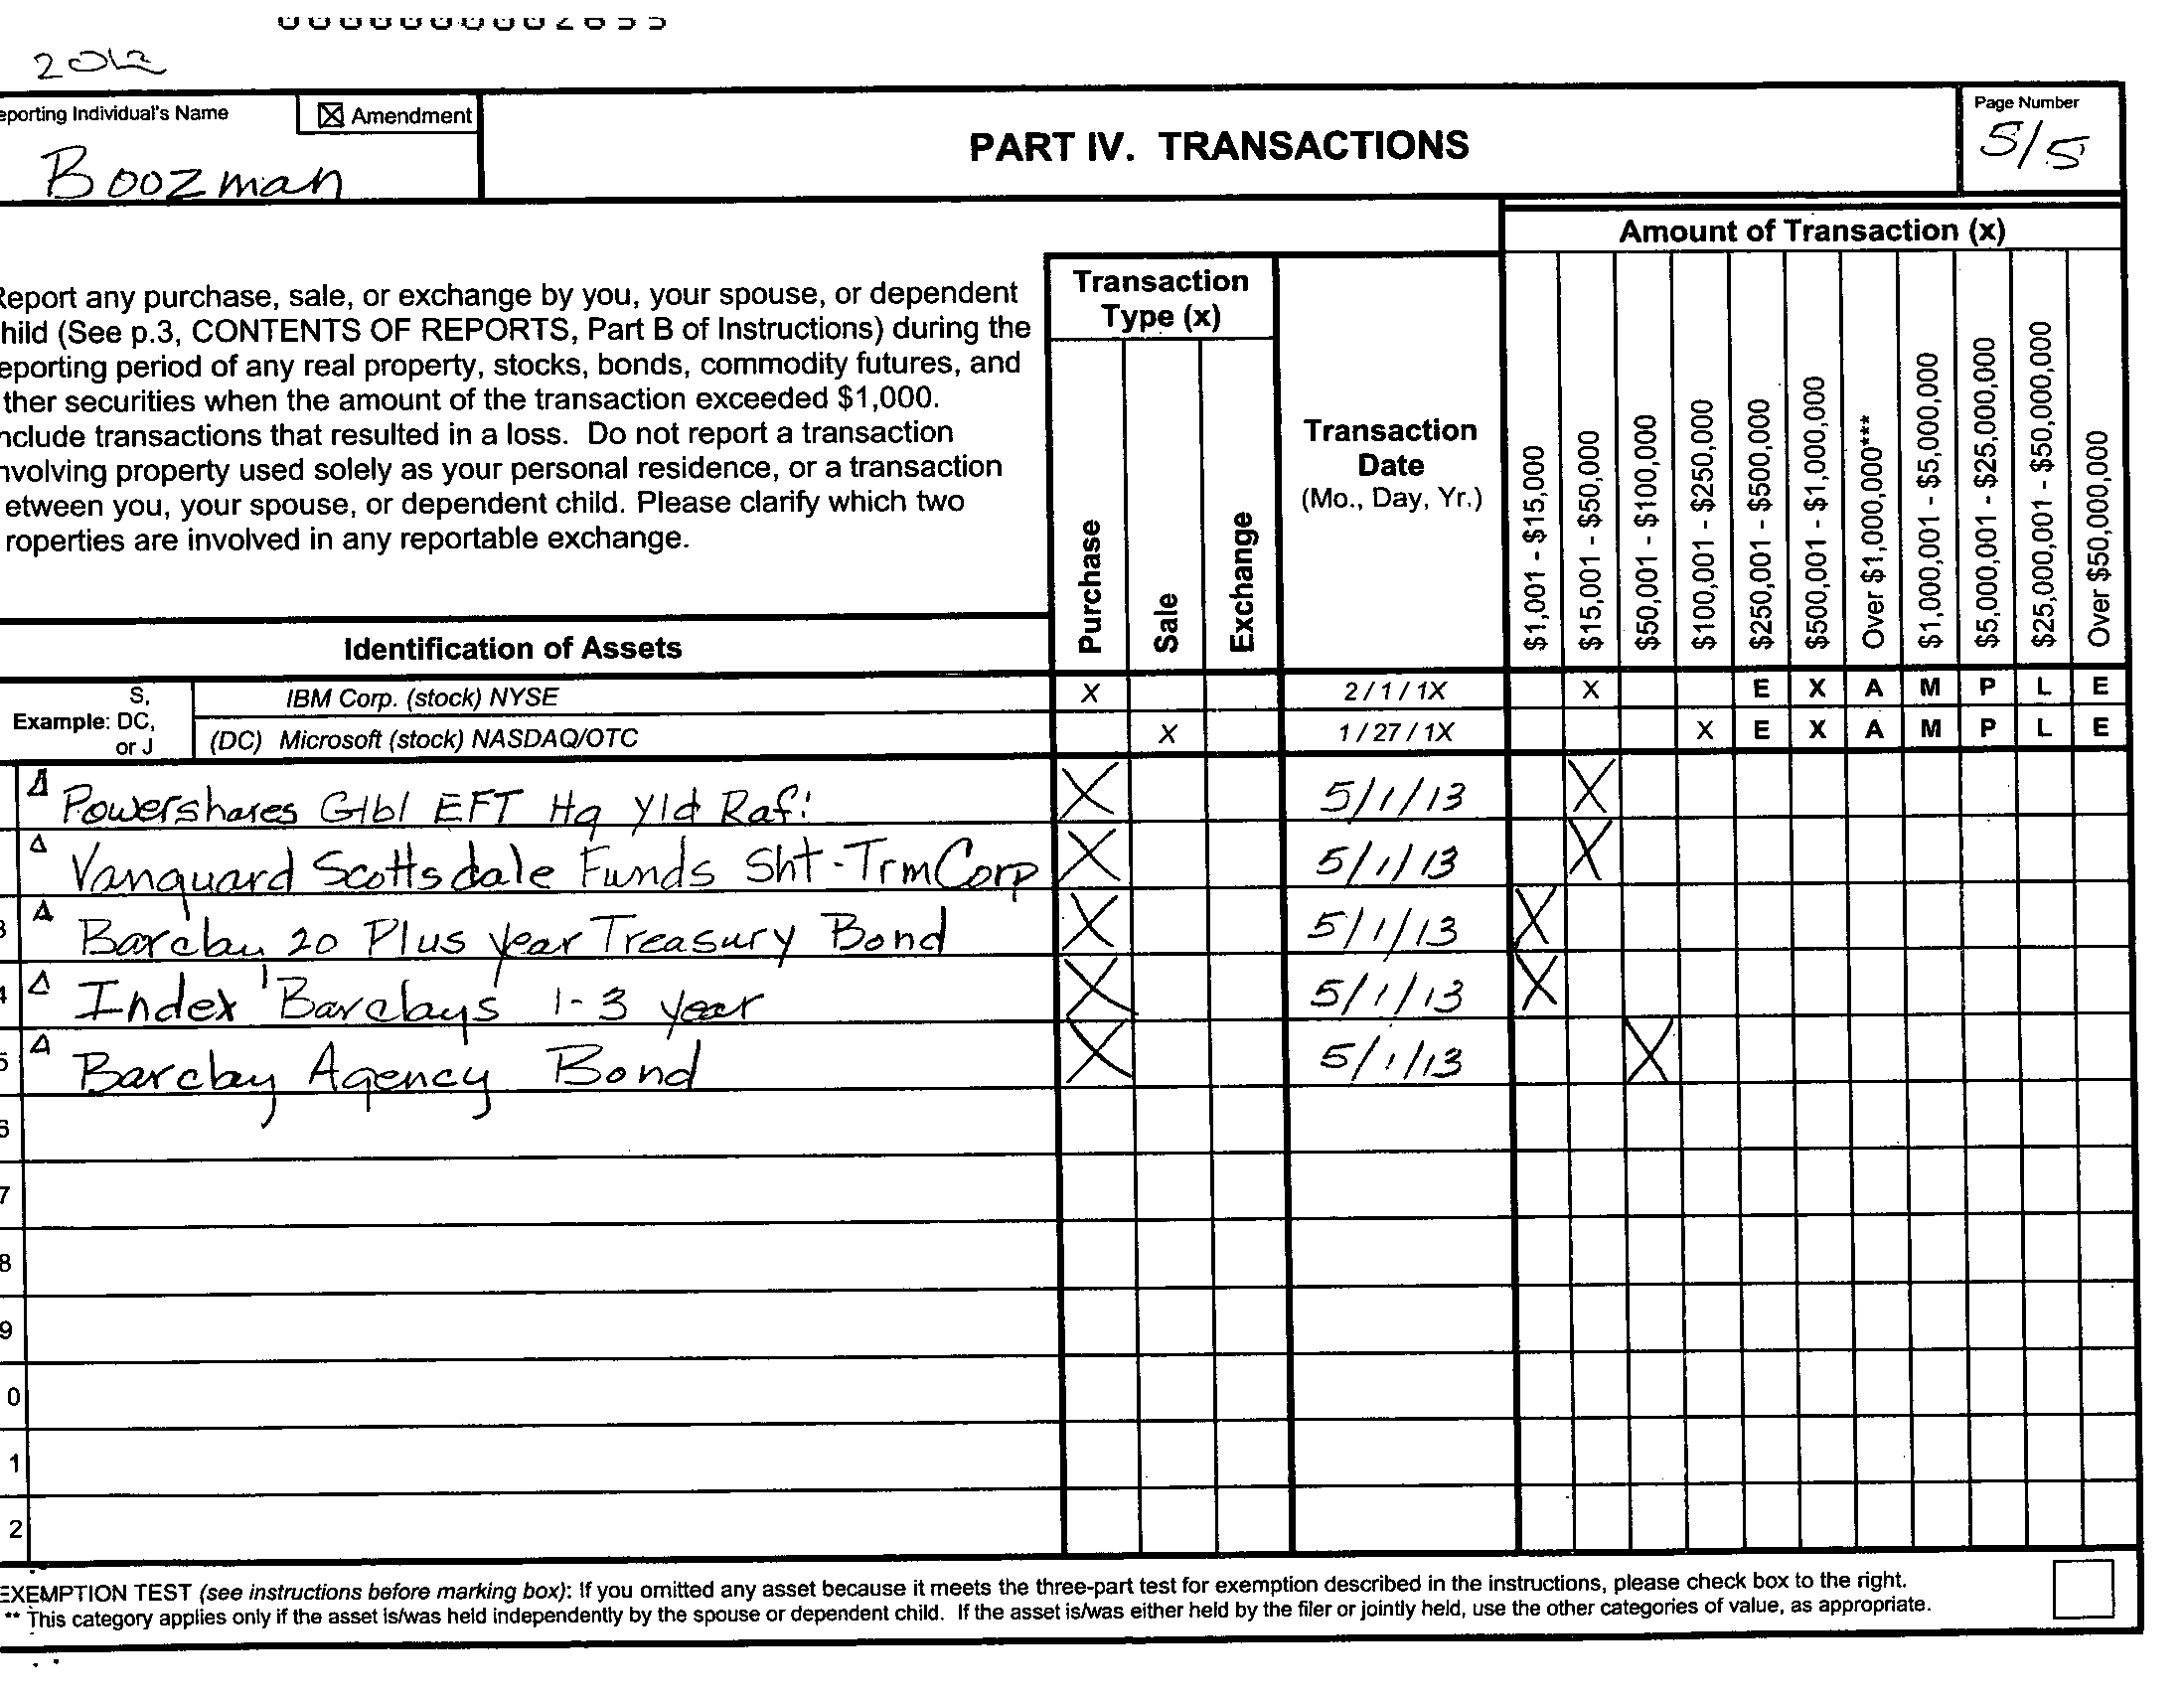 2012
eporting Individual's Name
☒ Amendment
Boozman
PART IV. TRANSACTIONS
Page Number
5/5
Amount of Transaction (x)
Report any purchase, sale, or exchange by you, your spouse, or dependent
hild (See p.3, CONTENTS OF REPORTS, Part B of Instructions) during the
eporting period of any real property, stocks, bonds, commodity futures, and
ther securities when the amount of the transaction exceeded $1,000.
nclude transactions that resulted in a loss. Do not report a transaction
nvolving property used solely as your personal residence, or a transaction
etween you, your spouse, or dependent child. Please clarify which two
roperties are involved in any reportable exchange.
Transaction
Type (x)
Purchase
Sale
Exchange
Transaction
Date
(Mo., Day, Yr.)
$1,001 - $15,000
$15,001 - $50,000
$50,001 - $100,000
$100,001 - $250,000
$250,001 - $500,000
$500,001 - $1,000,000
Over $1,000,000***
$1,000,001 - $5,000,000
$5,000,001 - $25,000,000
$25,000,001 - $50,000,000
Over $50,000,000
Identification of Assets
Example: S, DC, or J
IBM Corp. (stock) NYSE X 2 / 1 / 1X X E X A M P L E
(DC) Microsoft (stock) NASDAQ/OTC X 1 / 27 / 1X X E X A M P L E
Δ Powershares Glbl EFT Hq Yld Rafi X 5/1/13 X
Δ Vanguard Scottsdale Funds Sht-Trm Corp X 5/1/13 X
3 Δ Barclay 20 Plus year Treasury Bond X 5/1/13 X
4 Δ Index Barclays 1-3 year X 5/1/13 X
5 Δ Barclay Agency Bond X 5/1/13 X
6
7
8
9
0
1
2
EXEMPTION TEST (see instructions before marking box): If you omitted any asset because it meets the three-part test for exemption described in the instructions, please check box to the right.
** This category applies only if the asset is/was held independently by the spouse or dependent child. If the asset is/was either held by the filer or jointly held, use the other categories of value, as appropriate.